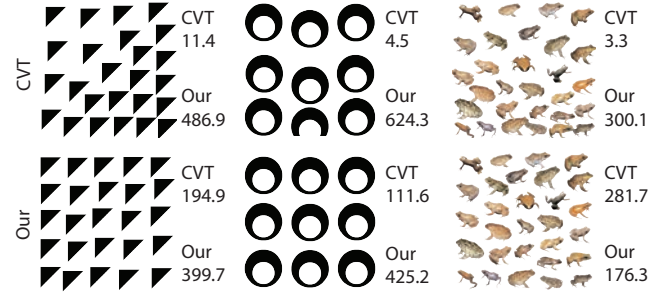 CVT
CVT
11.4
Our
486.9
CVT
4.5
Our
624.3
CVT
3.3
Our
300.1
Our
CVT
194.9
Our
399.7
CVT
111.6
Our
425.2
CVT
281.7
Our
176.3